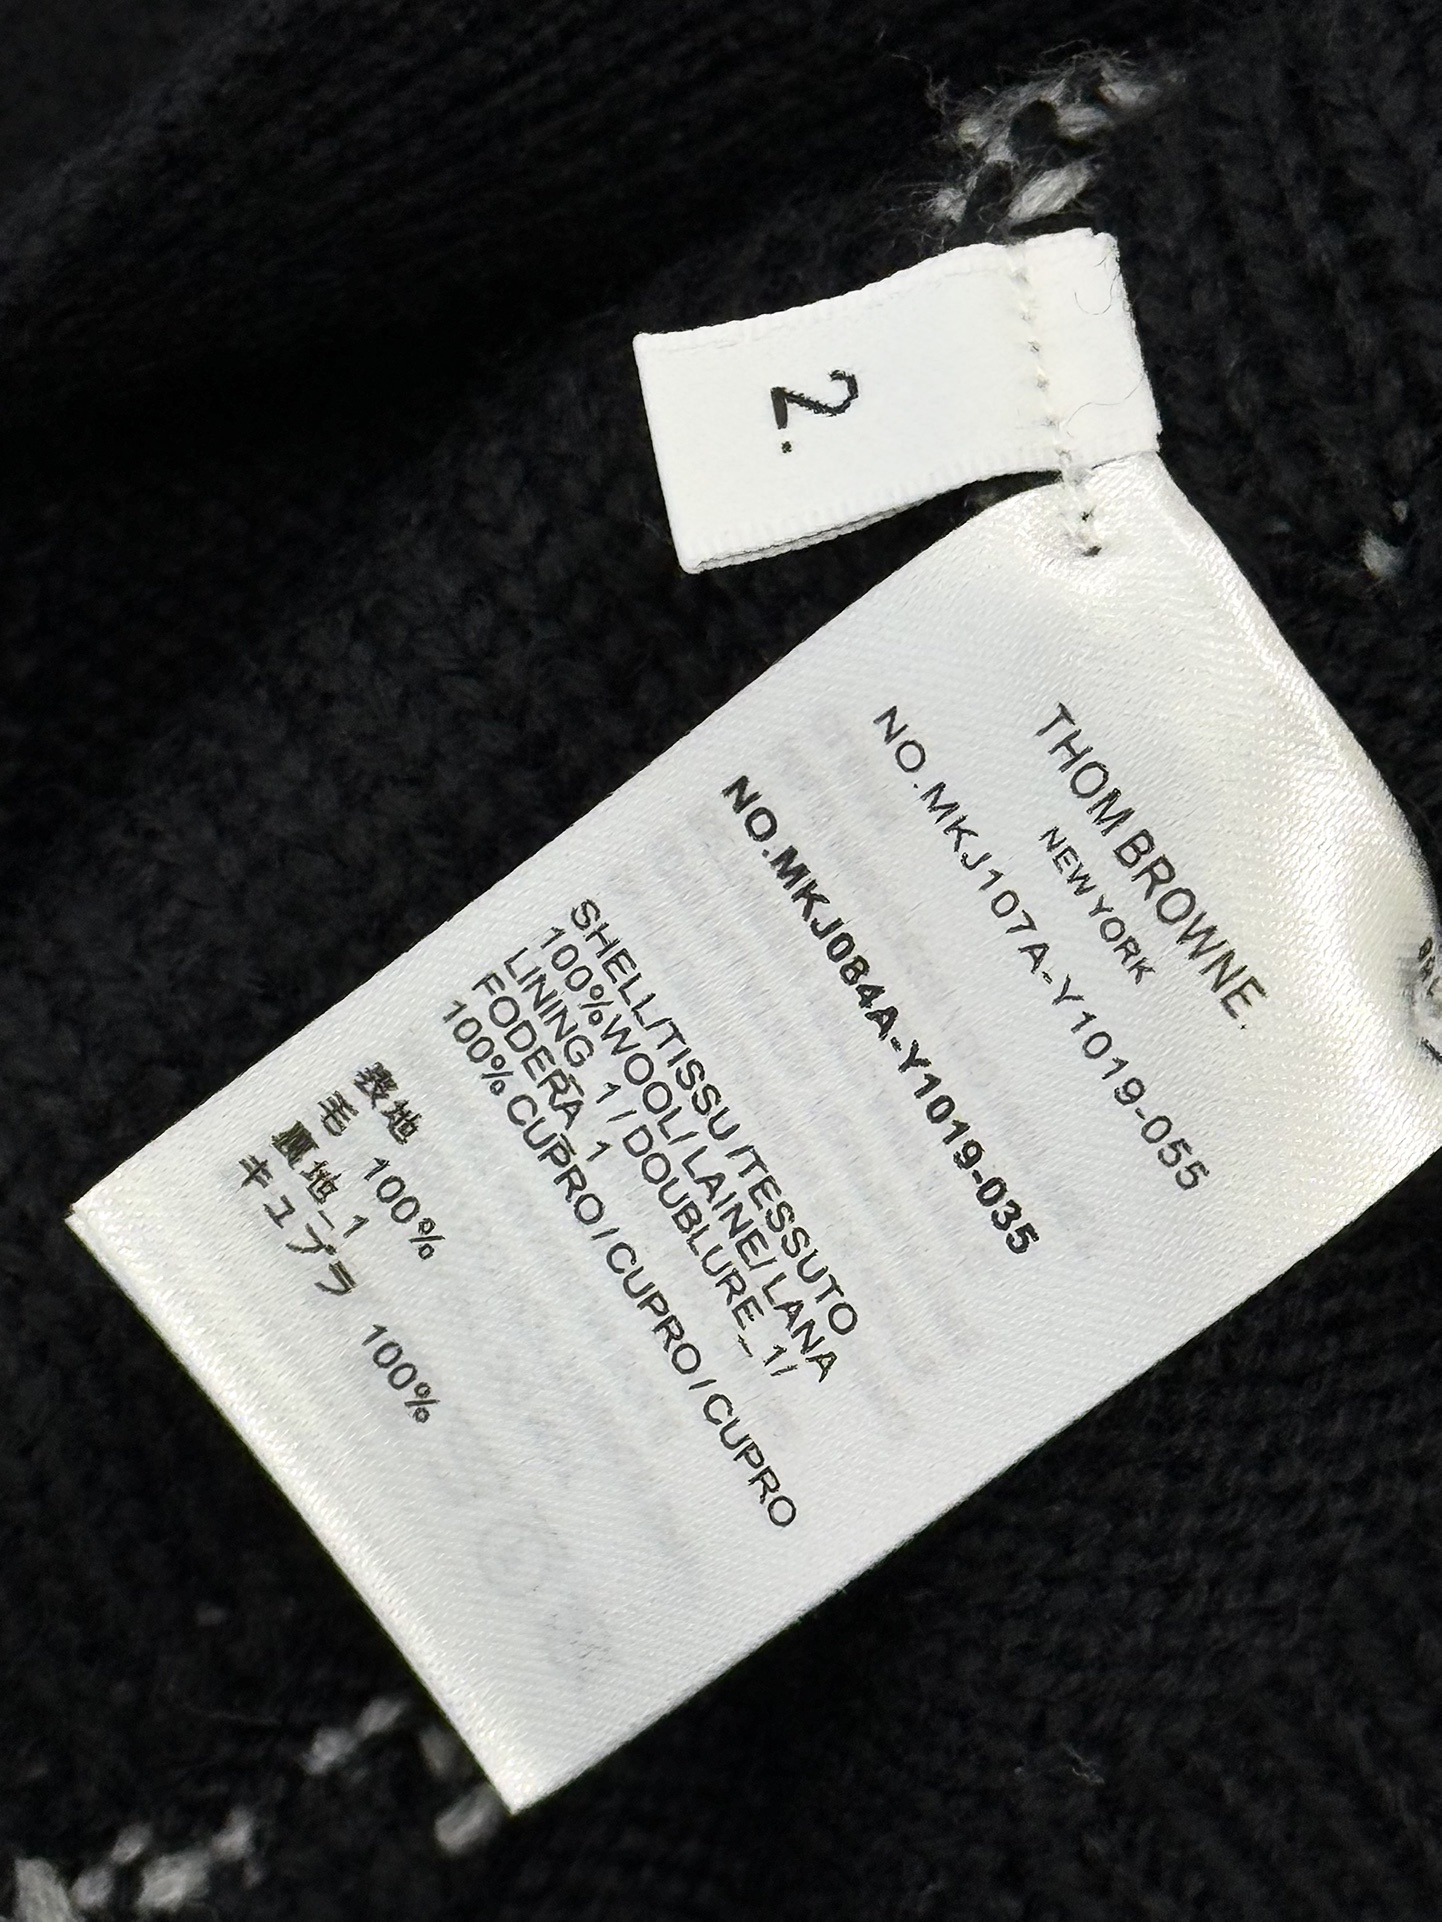 2.
THOM BROWNE.
NEW YORK
NO.MKJ107A-Y1019-055
NO.MKJ084A-Y1019-035
SHELL/TISSU/TESSUTO
100%WOOL/LAINE/LANA
LINING_1/DOUBLURE_1/
FODERA_1
100%CUPRO/CUPRO/CUPRO
表地
毛 100%
裏地_1
キュプラ 100%